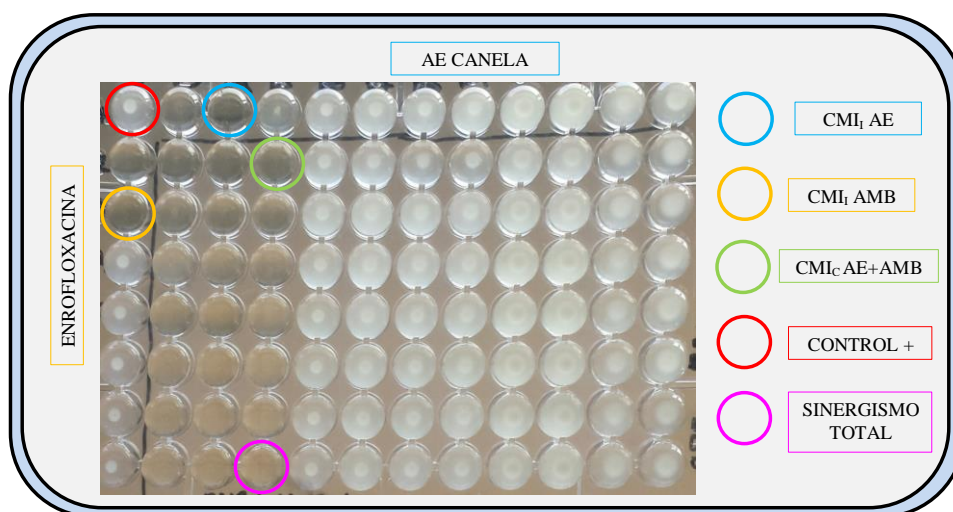 AE CANELA
ENROFLOXACINA
CMII AE
CMII AMB
CMIC AE+AMB
CONTROL +
SINERGISMO
TOTAL